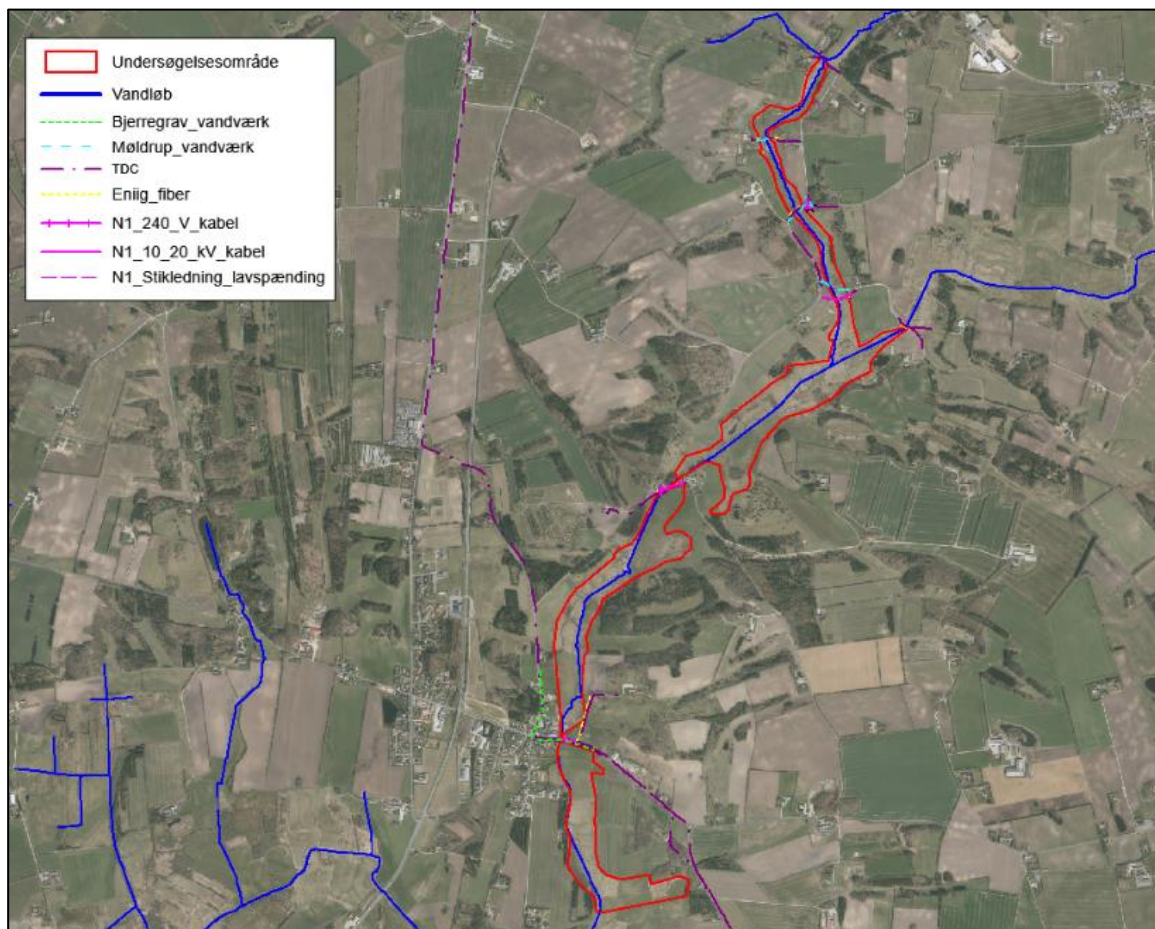 Undersøgelsesområde
Vandløb
Bjerregrav_vandværk
Møldrup_vandværk
TDC
Eniig_fiber
N1_240_V_kabel
N1_10_20_kV_kabel
N1_Stikledning_lavspænding